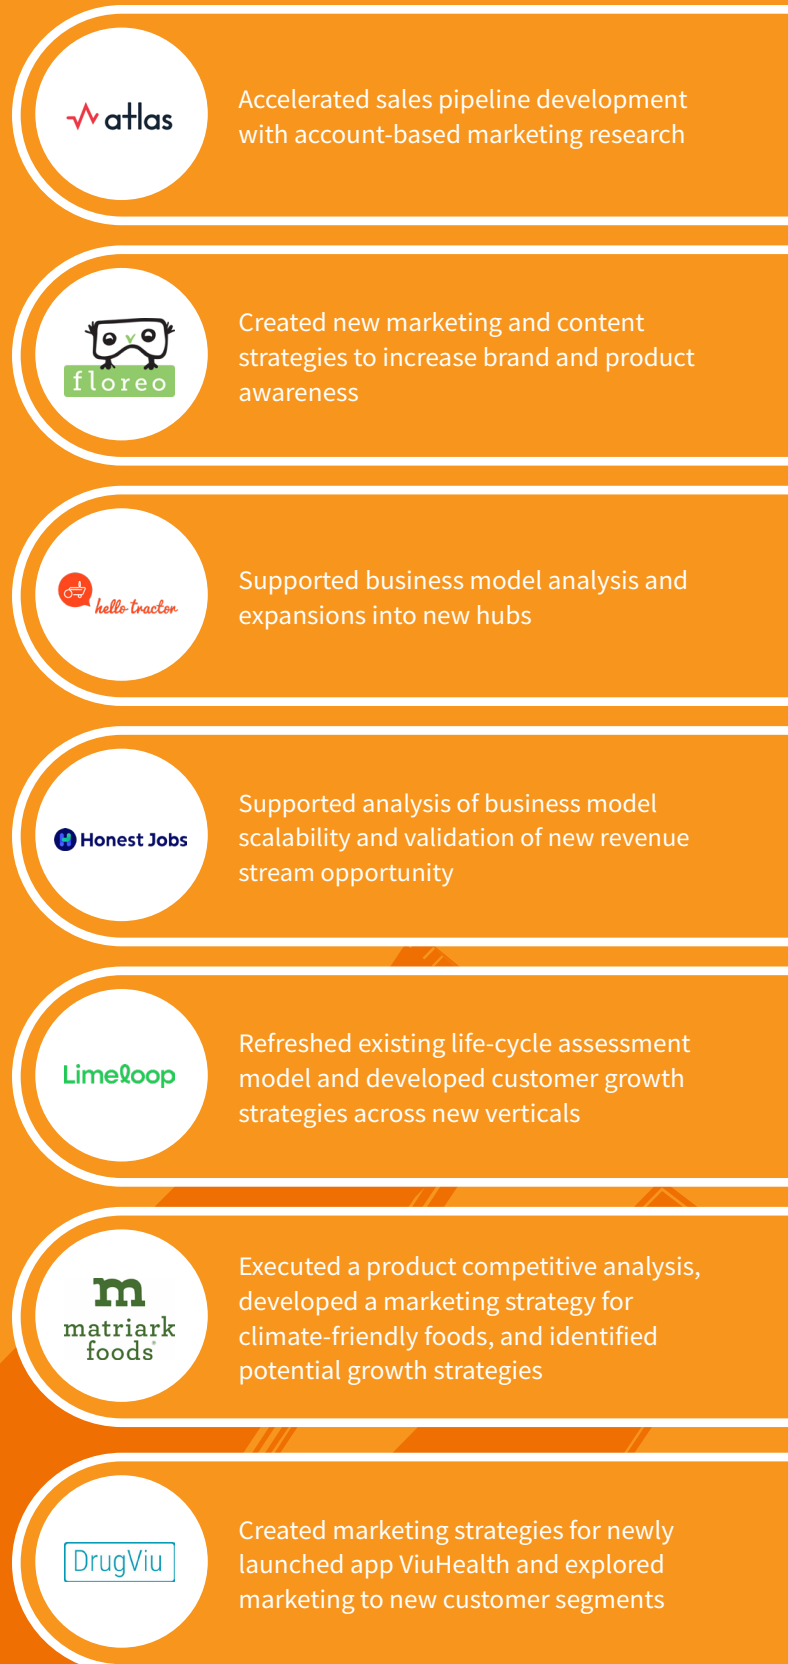 atlas
Accelerated sales pipeline development
with account-based marketing research
floreo
Created new marketing and content
strategies to increase brand and product
awareness
hello tractor
Supported business model analysis and
expansions into new hubs
H Honest Jobs
Supported analysis of business model
scalability and validation of new revenue
stream opportunity
Limeloop
Refreshed existing life-cycle assessment
model and developed customer growth
strategies across new verticals
m
matriark
foods
Executed a product competitive analysis,
developed a marketing strategy for
climate-friendly foods, and identified
potential growth strategies
DrugViu
Created marketing strategies for newly
launched app ViuHealth and explored
marketing to new customer segments